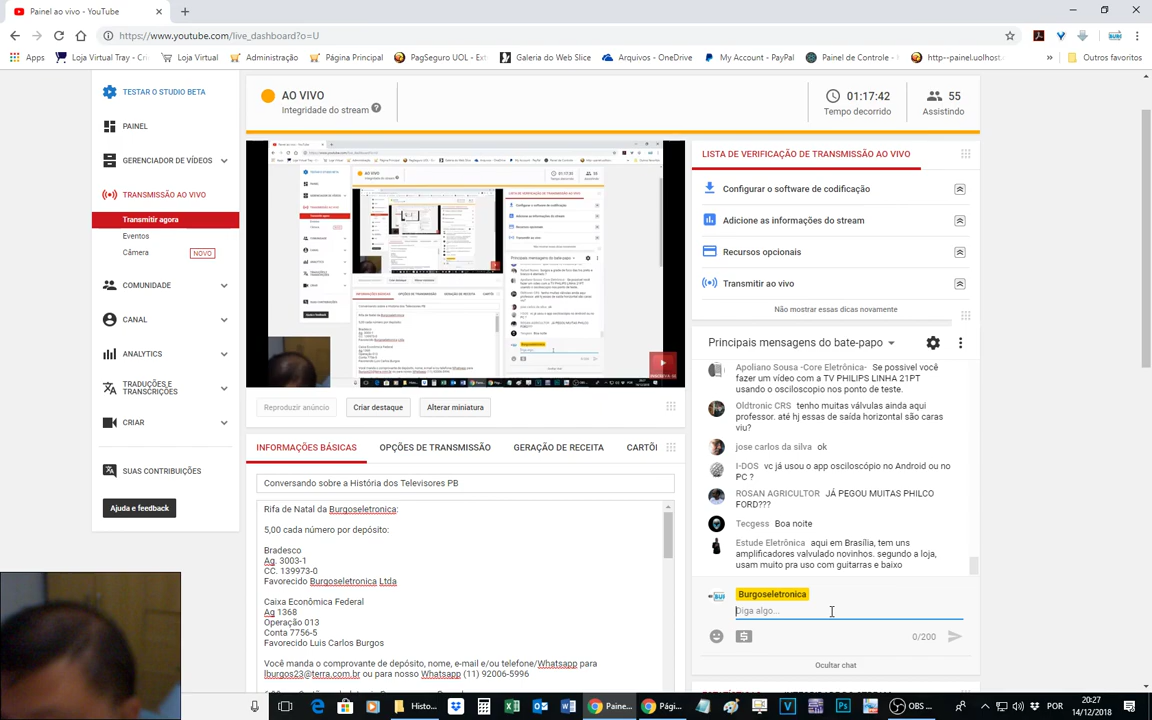 Painel ao vivo - YouTube
https://www.youtube.com/live_dashboard?o=U
Apps
Loja Virtual Tray - Cri
Loja Virtual
Administração
Página Principal
PagSeguro UOL - Ext
Galeria do Web Slice
Arquivos - OneDrive
My Account - PayPal
Painel de Controle -
http--painel.uolhost.
»
Outros favoritos
TESTAR O STUDIO BETA
PAINEL
GERENCIADOR DE VÍDEOS
TRANSMISSÃO AO VIVO
Transmitir agora
Eventos
Câmera
NOVO
COMUNIDADE
CANAL
ANALYTICS
TRADUÇÕES E
TRANSCRIÇÕES
CRIAR
SUAS CONTRIBUIÇÕES
Ajuda e feedback
AO VIVO
Integridade do stream
01:17:42
Tempo decorrido
55
Assistindo
Reproduzir anúncio
Criar destaque
Alterar miniatura
INFORMAÇÕES BÁSICAS
OPÇÕES DE TRANSMISSÃO
GERAÇÃO DE RECEITA
CARTÕI
Conversando sobre a História dos Televisores PB
Rifa de Natal da Burgoseletronica:
5,00 cada número por depósito:
Bradesco
Ag. 3003-1
CC. 139973-0
Favorecido Burgoseletronica Ltda
Caixa Econômica Federal
Ag 1368
Operação 013
Conta 7756-5
Favorecido Luis Carlos Burgos
Você manda o comprovante de depósito, nome, e-mail e/ou telefone/Whatsapp para
lburgos23@terra.com.br ou para nosso Whatsapp (11) 92006-5996
LISTA DE VERIFICAÇÃO DE TRANSMISSÃO AO VIVO
Configurar o software de codificação
Adicione as informações do stream
Recursos opcionais
Transmitir ao vivo
Não mostrar essas dicas novamente
Principais mensagens do bate-papo
Apoliano Sousa -Core Eletrônica- Se possivel você
fazer um vídeo com a TV PHILIPS LINHA 21PT
usando o osciloscopio nos ponto de teste.
Oldtronic CRS tenho muitas válvulas ainda aqui
professor. até hj essas de saída horizontal são caras
viu?
jose carlos da silva ok
I-DOS vc já usou o app osciloscópio no Android ou no
PC ?
ROSAN AGRICULTOR JÁ PEGOU MUITAS PHILCO
FORD???
Tecgess Boa noite
Estude Eletrônica aqui em Brasília, tem uns
amplificadores valvulado novinhos. segundo a loja,
usam muito pra uso com guitarras e baixo
Burgoseletronica
Diga algo...
0/200
Ocultar chat
Histo...
Paine...
Pági...
OBS ...
POR
20:27
14/12/2018